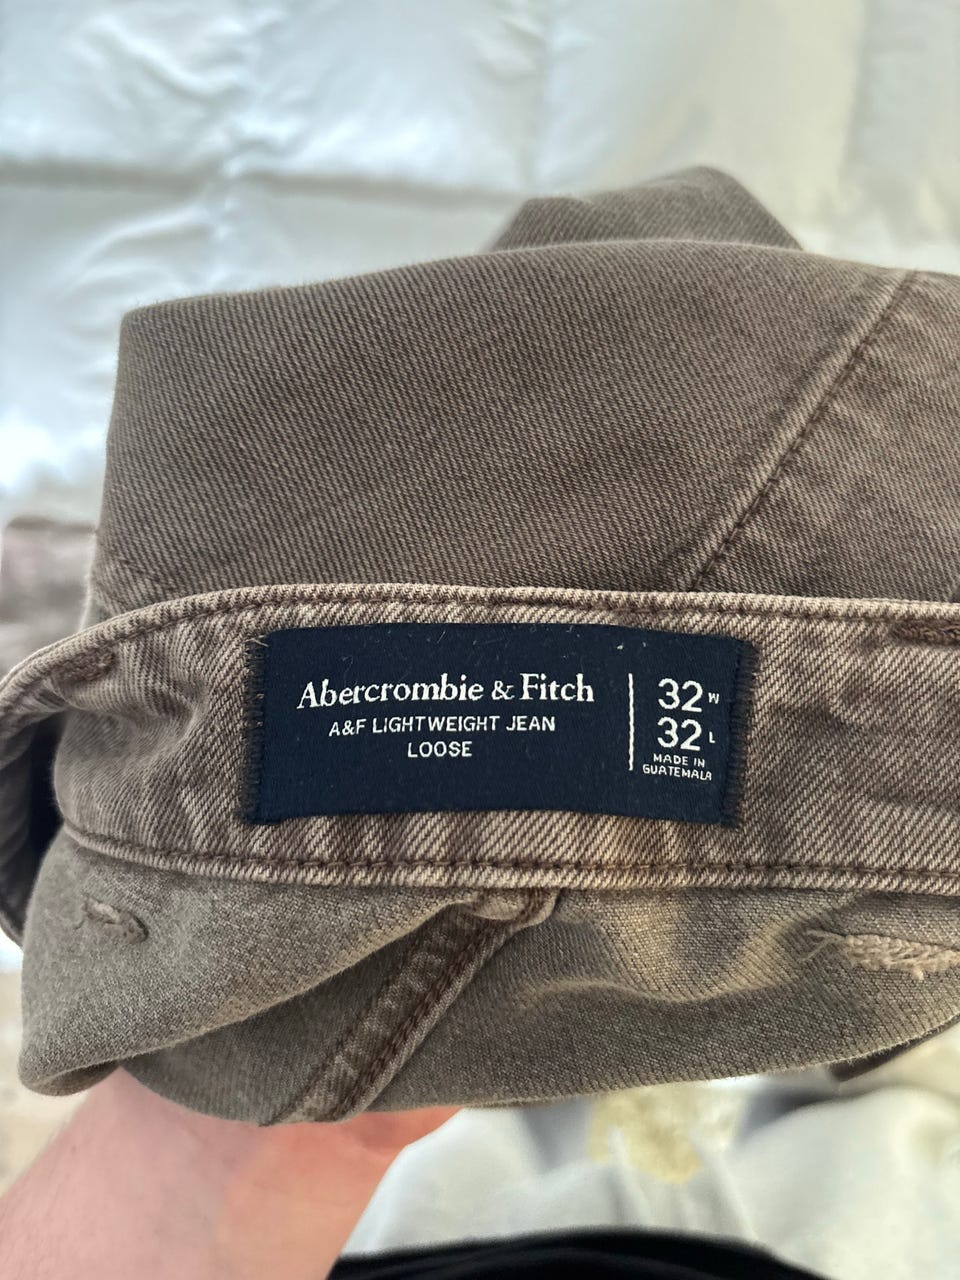 Abercrombie & Fitch
A&F LIGHTWEIGHT JEAN
LOOSE
32 W
32 L
MADE IN
GUATEMALA